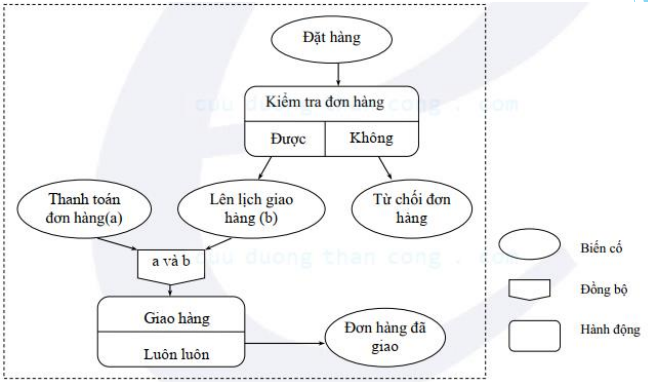 Đặt hàng
Kiểm tra đơn hàng
Được
Không
Thanh toán
đơn hàng(a)
Lên lịch giao
hàng (b)
Từ chối đơn
hàng
a và b
Giao hàng
Luôn luôn
Đơn hàng đã
giao
Biến cố
Đồng bộ
Hành động
cuu duong than cong . com
cuu duong than cong . com